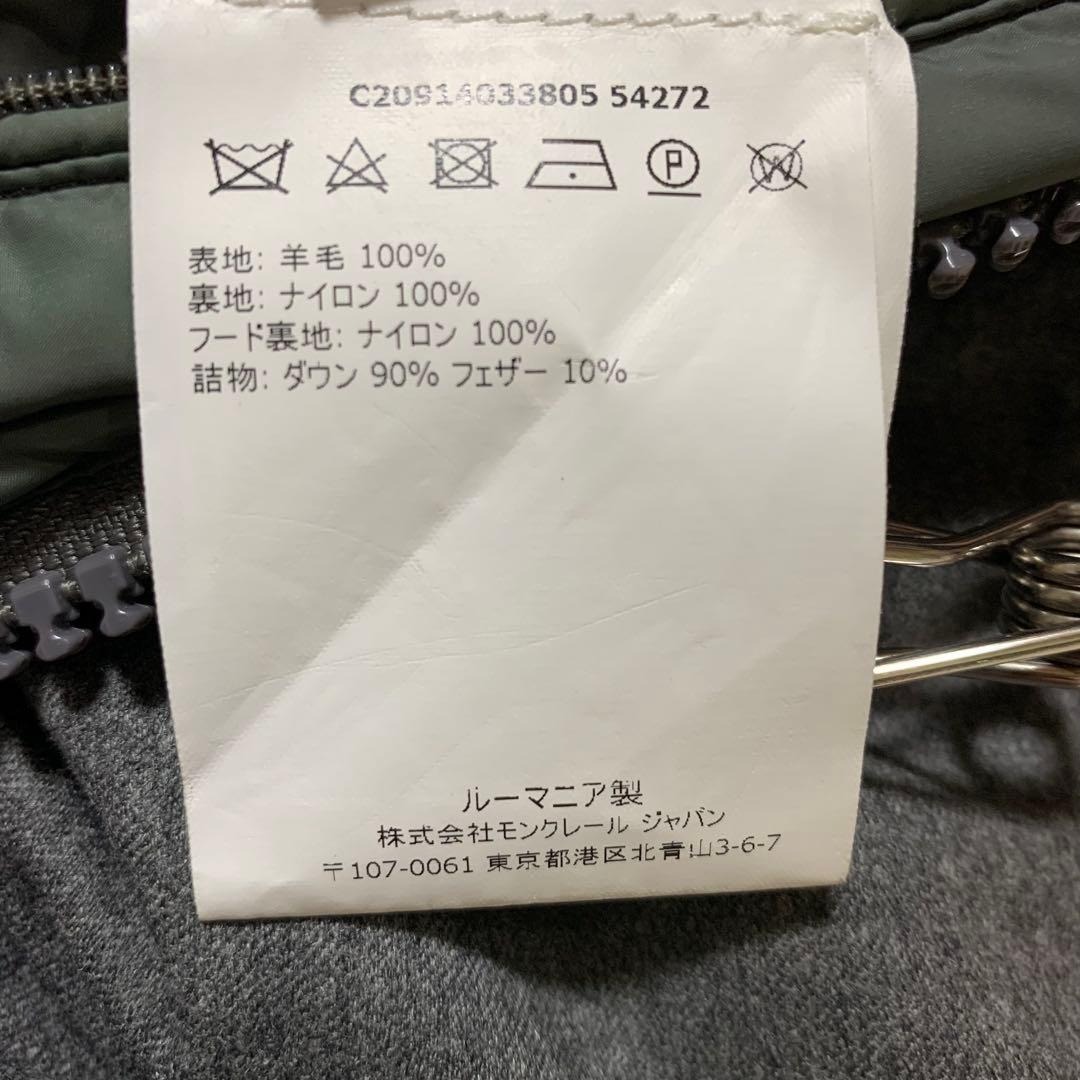 C20914033805 54272
P W
表地: 羊毛 100%
裏地: ナイロン 100%
フード裏地: ナイロン 100%
詰物: ダウン 90% フェザー 10%
ルーマニア製
株式会社モンクレール ジャパン
〒107-0061 東京都港区北青山3-6-7